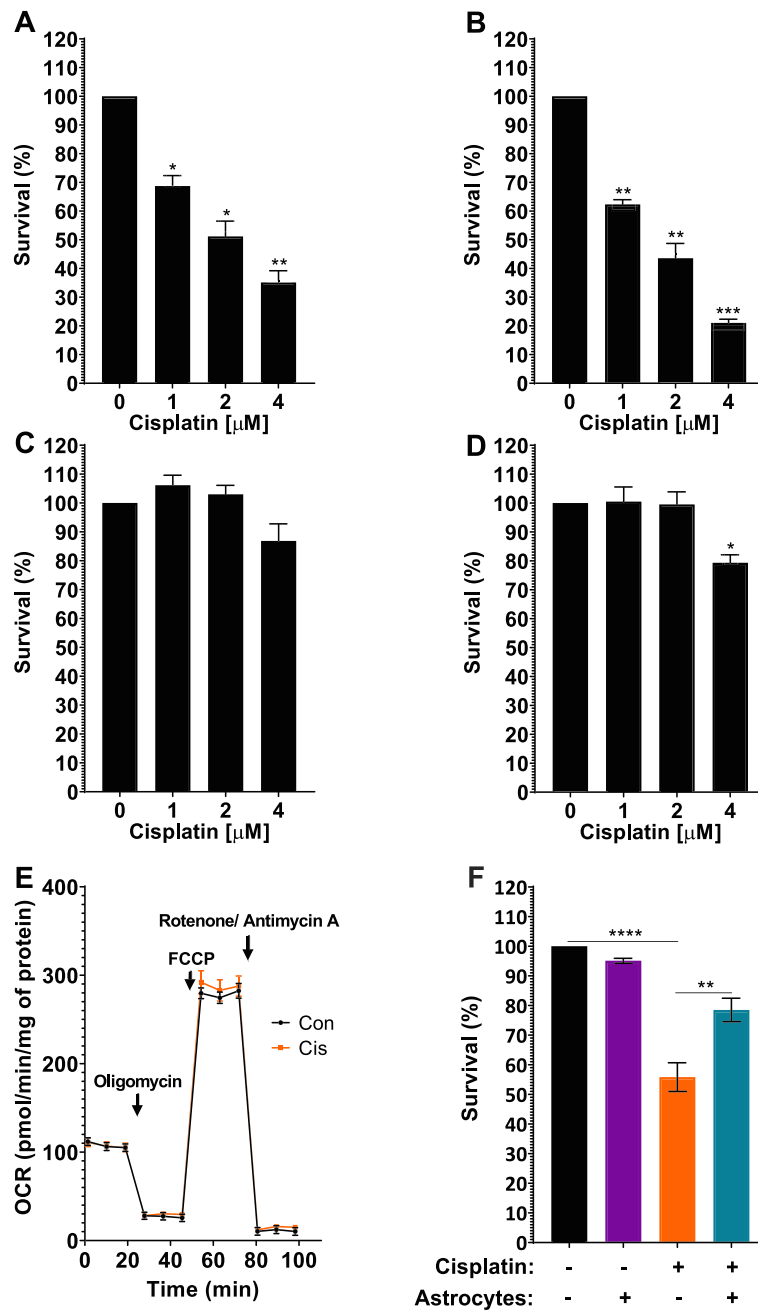 A
Survival (%)
120
110
100
90
80
70
60
50
40
30
20
10
0
*
*
**
0 1 2 4
Cisplatin [μM]
B
Survival (%)
120
110
100
90
80
70
60
50
40
30
20
10
0
**
**
***
0 1 2 4
Cisplatin [μM]
C
Survival (%)
120
110
100
90
80
70
60
50
40
30
20
10
0
0 1 2 4
Cisplatin [μM]
D
Survival (%)
120
110
100
90
80
70
60
50
40
30
20
10
0
*
0 1 2 4
Cisplatin [μM]
E
OCR (pmol/min/mg of protein)
400
300
200
100
0
Rotenone/ Antimycin A
FCCP
Con
Cis
Oligomycin
0 20 40 60 80 100
Time (min)
F
Survival (%)
120
110
100
90
80
70
60
50
40
30
20
10
0
****
**
Cisplatin: - - + +
Astrocytes: - + - +